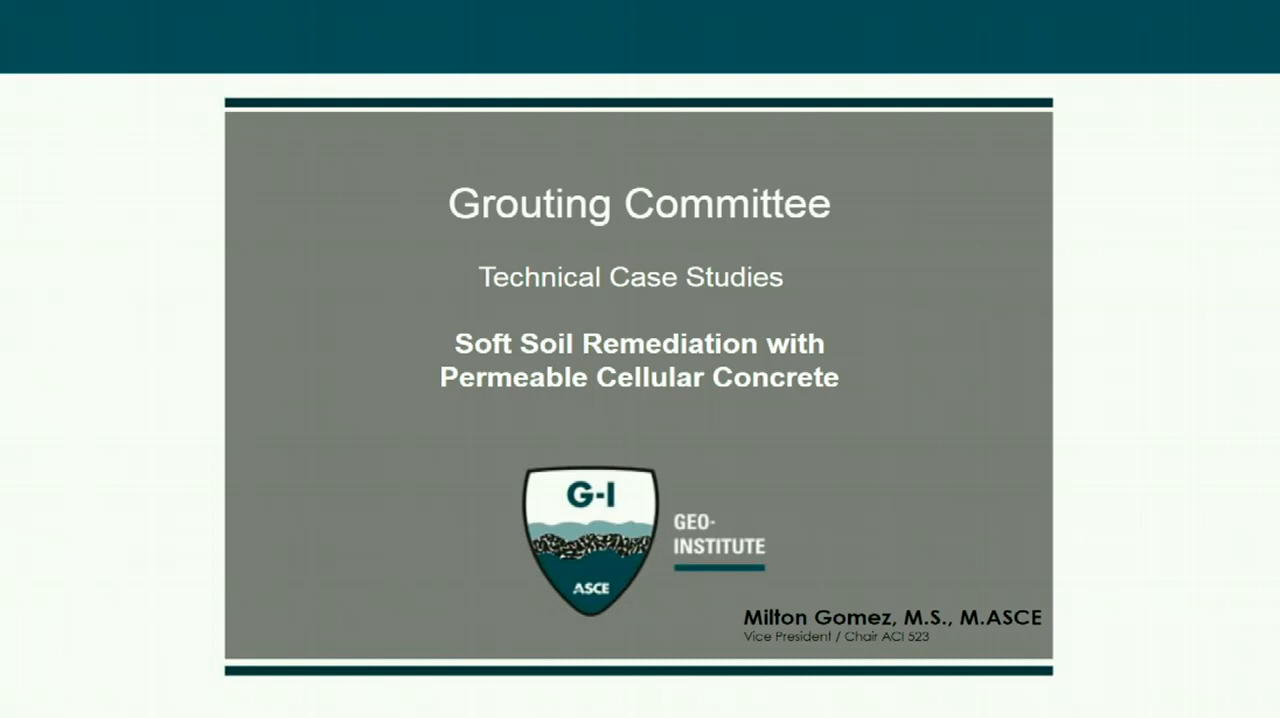 Grouting Committee
Technical Case Studies
Soft Soil Remediation with
Permeable Cellular Concrete
G-I
ASCE
GEO-
INSTITUTE
Milton Gomez, M.S., M.ASCE
Vice President / Chair ACI 523